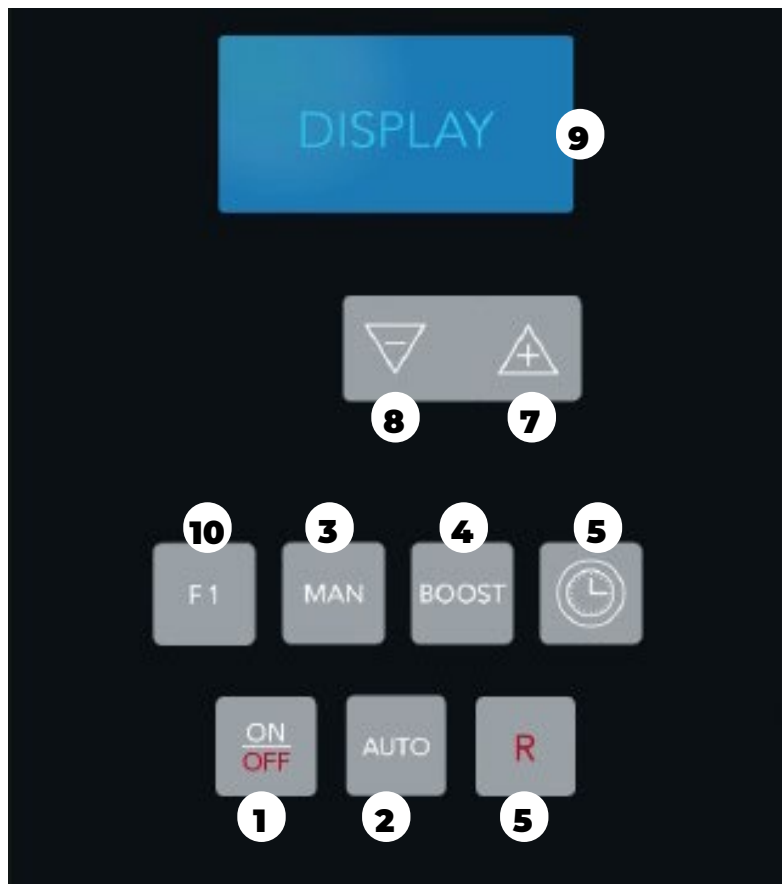 DISPLAY
9
− +
8 7
10 3 4 5
F1 MAN BOOST
ON AUTO R
OFF
1 2 5